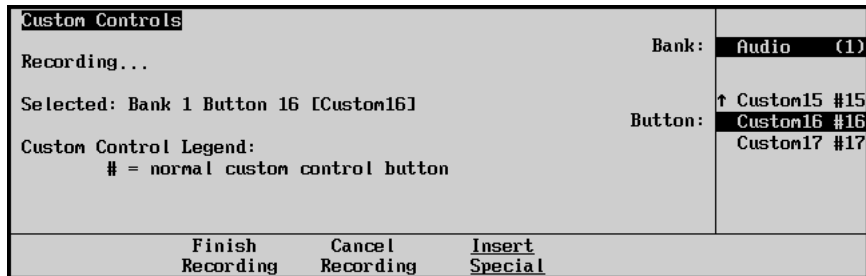 Custom Controls
Bank: Audio (1)
Recording...
Selected: Bank 1 Button 16 [Custom16]
↑ Custom15 #15
Button: Custom16 #16
Custom17 #17
Custom Control Legend:
# = normal custom control button
Finish Recording
Cancel Recording
Insert Special